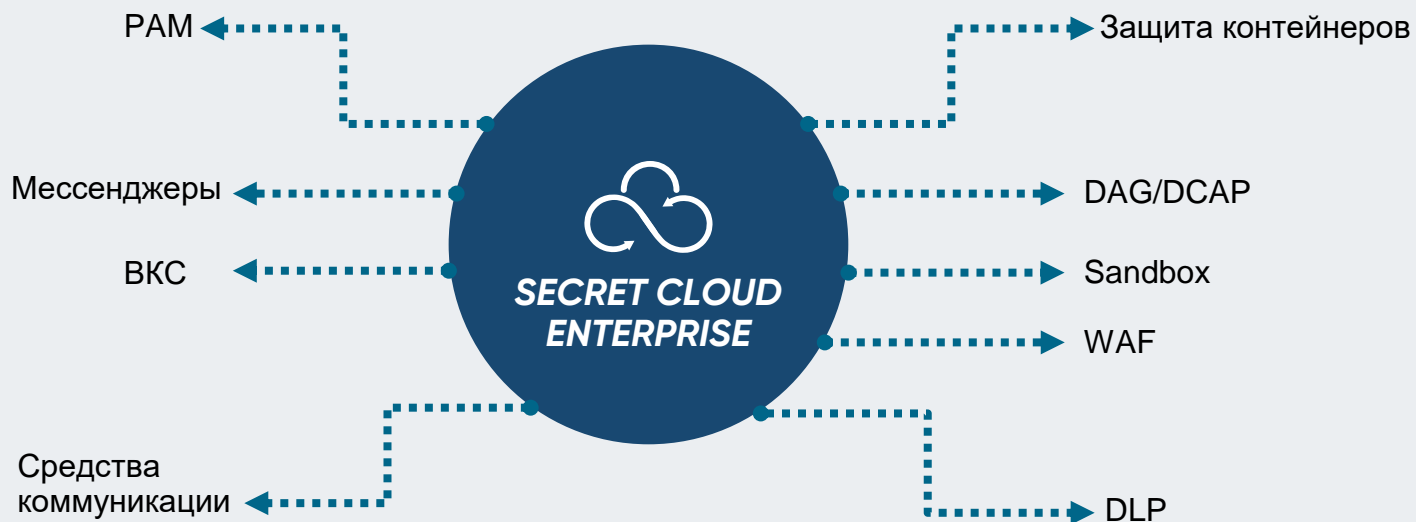 PAM
Защита контейнеров
Мессенджеры
DAG/DCAP
ВКС
Sandbox
SECRET CLOUD
ENTERPRISE
WAF
Средства
коммуникации
DLP